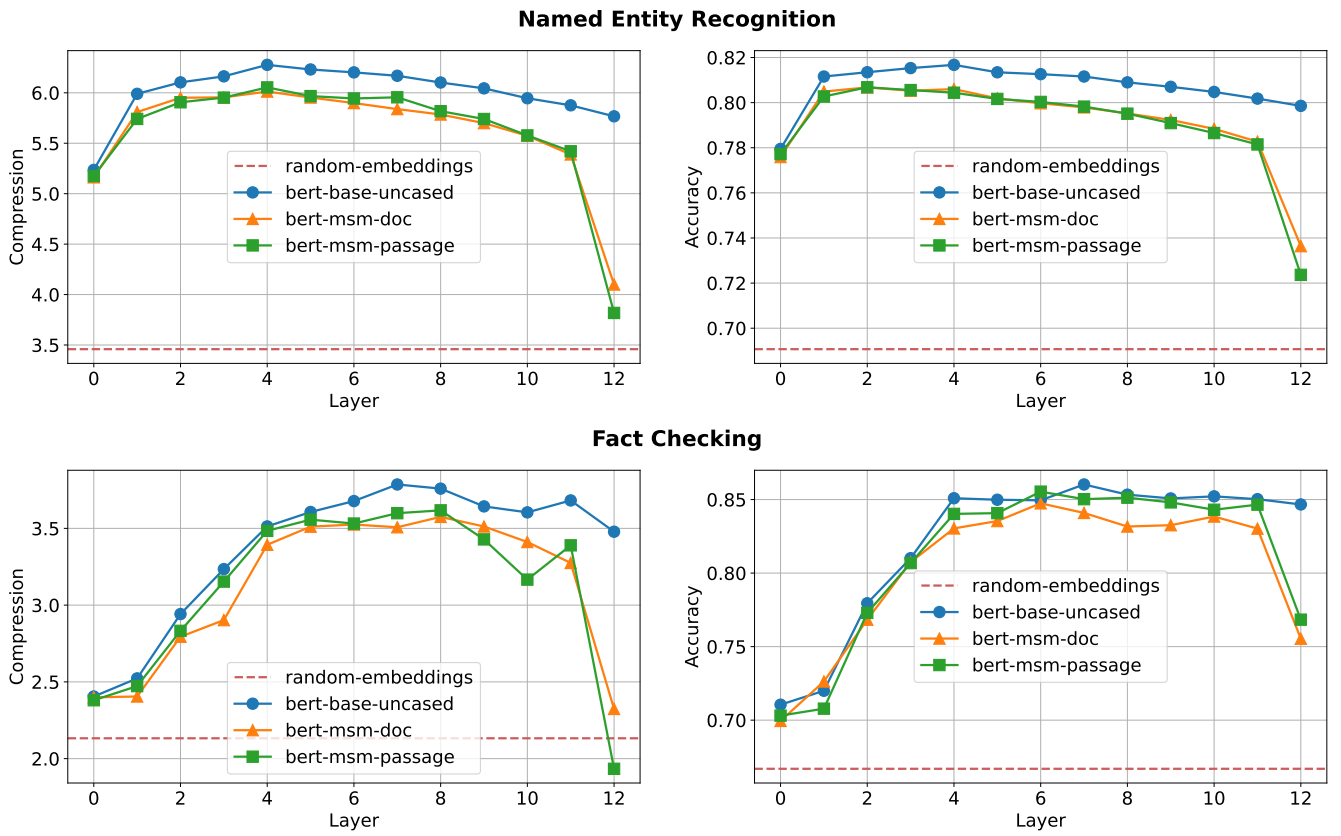 Named Entity Recognition
6.0
5.5
5.0
4.5
4.0
3.5
Compression
random-embeddings
bert-base-uncased
bert-msm-doc
bert-msm-passage
0 2 4 6 8 10 12
Layer
0.82
0.80
0.78
0.76
0.74
0.72
0.70
Accuracy
random-embeddings
bert-base-uncased
bert-msm-doc
bert-msm-passage
0 2 4 6 8 10 12
Layer
Fact Checking
3.5
3.0
2.5
2.0
Compression
random-embeddings
bert-base-uncased
bert-msm-doc
bert-msm-passage
0 2 4 6 8 10 12
Layer
0.85
0.80
0.75
0.70
Accuracy
random-embeddings
bert-base-uncased
bert-msm-doc
bert-msm-passage
0 2 4 6 8 10 12
Layer